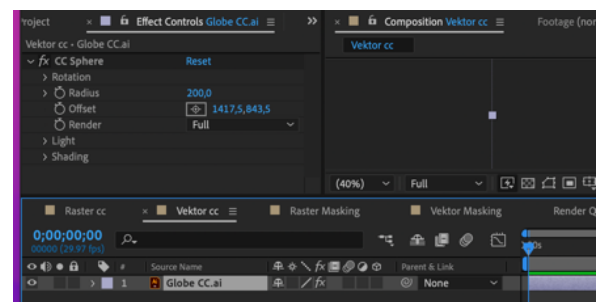 Project Effect Controls Globe CC.ai Composition Vektor cc Footage (non
Vektor cc • Globe CC.ai Vektor cc
fx CC Sphere Reset
Rotation
Radius 200,0
Offset 1417,5,843,5
Render Full
Light
Shading
(40%) Full
Raster cc × Vektor cc Raster Masking Vektor Masking Render Q
0;00;00;00
00000 (29.97 fps)
# Source Name fx Parent & Link
1 Globe CC.ai fx None